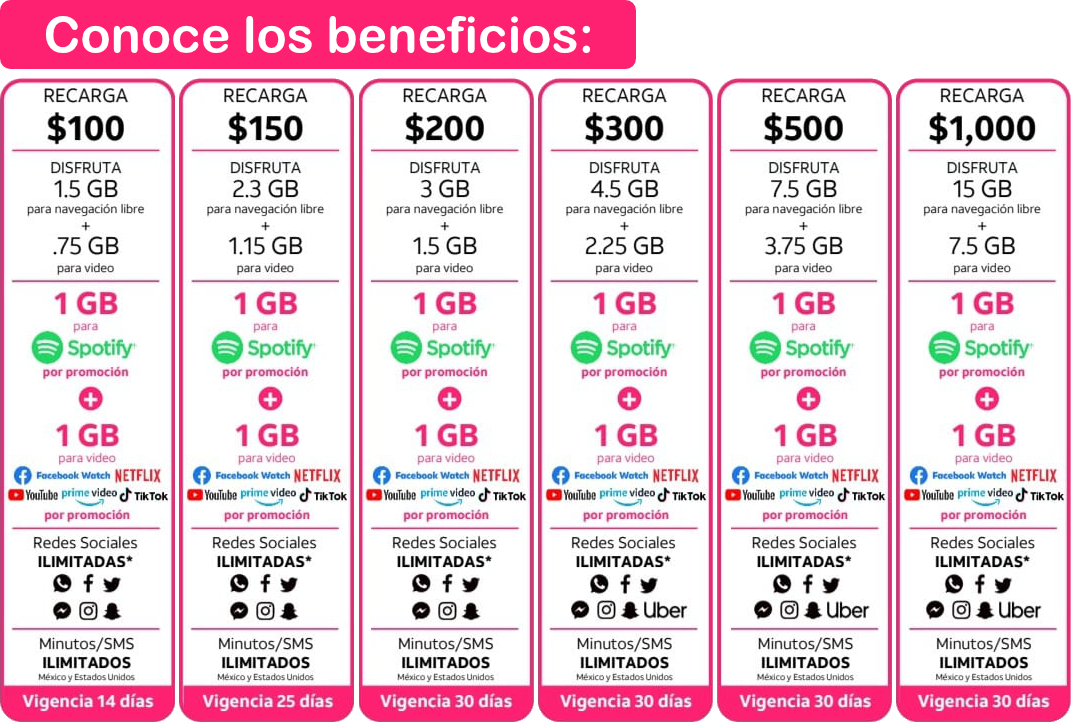 Conoce los beneficios:
RECARGA
$100
DISFRUTA
1.5 GB
para navegación libre
+
.75 GB
para video
1 GB
para
Spotify
por promoción
+
1 GB
para video
Facebook Watch NETFLIX
YouTube prime video TikTok
por promoción
Redes Sociales
ILIMITADAS*
Minutos/SMS
ILIMITADOS
México y Estados Unidos
Vigencia 14 días
RECARGA
$150
DISFRUTA
2.3 GB
para navegación libre
+
1.15 GB
para video
1 GB
para
Spotify
por promoción
+
1 GB
para video
Facebook Watch NETFLIX
YouTube prime video TikTok
por promoción
Redes Sociales
ILIMITADAS*
Minutos/SMS
ILIMITADOS
México y Estados Unidos
Vigencia 25 días
RECARGA
$200
DISFRUTA
3 GB
para navegación libre
+
1.5 GB
para video
1 GB
para
Spotify
por promoción
+
1 GB
para video
Facebook Watch NETFLIX
YouTube prime video TikTok
por promoción
Redes Sociales
ILIMITADAS*
Minutos/SMS
ILIMITADOS
México y Estados Unidos
Vigencia 30 días
RECARGA
$300
DISFRUTA
4.5 GB
para navegación libre
+
2.25 GB
para video
1 GB
para
Spotify
por promoción
+
1 GB
para video
Facebook Watch NETFLIX
YouTube prime video TikTok
por promoción
Redes Sociales
ILIMITADAS*
Uber
Minutos/SMS
ILIMITADOS
México y Estados Unidos
Vigencia 30 días
RECARGA
$500
DISFRUTA
7.5 GB
para navegación libre
+
3.75 GB
para video
1 GB
para
Spotify
por promoción
+
1 GB
para video
Facebook Watch NETFLIX
YouTube prime video TikTok
por promoción
Redes Sociales
ILIMITADAS*
Uber
Minutos/SMS
ILIMITADOS
México y Estados Unidos
Vigencia 30 días
RECARGA
$1,000
DISFRUTA
15 GB
para navegación libre
+
7.5 GB
para video
1 GB
para
Spotify
por promoción
+
1 GB
para video
Facebook Watch NETFLIX
YouTube prime video TikTok
por promoción
Redes Sociales
ILIMITADAS*
Uber
Minutos/SMS
ILIMITADOS
México y Estados Unidos
Vigencia 30 días